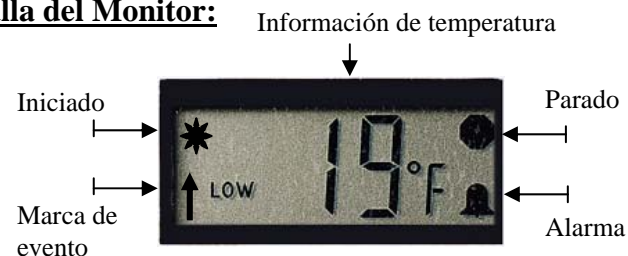 lla del Monitor:
Información de temperatura
Iniciado
Parado
LOW 19°F
Marca de
evento
Alarma